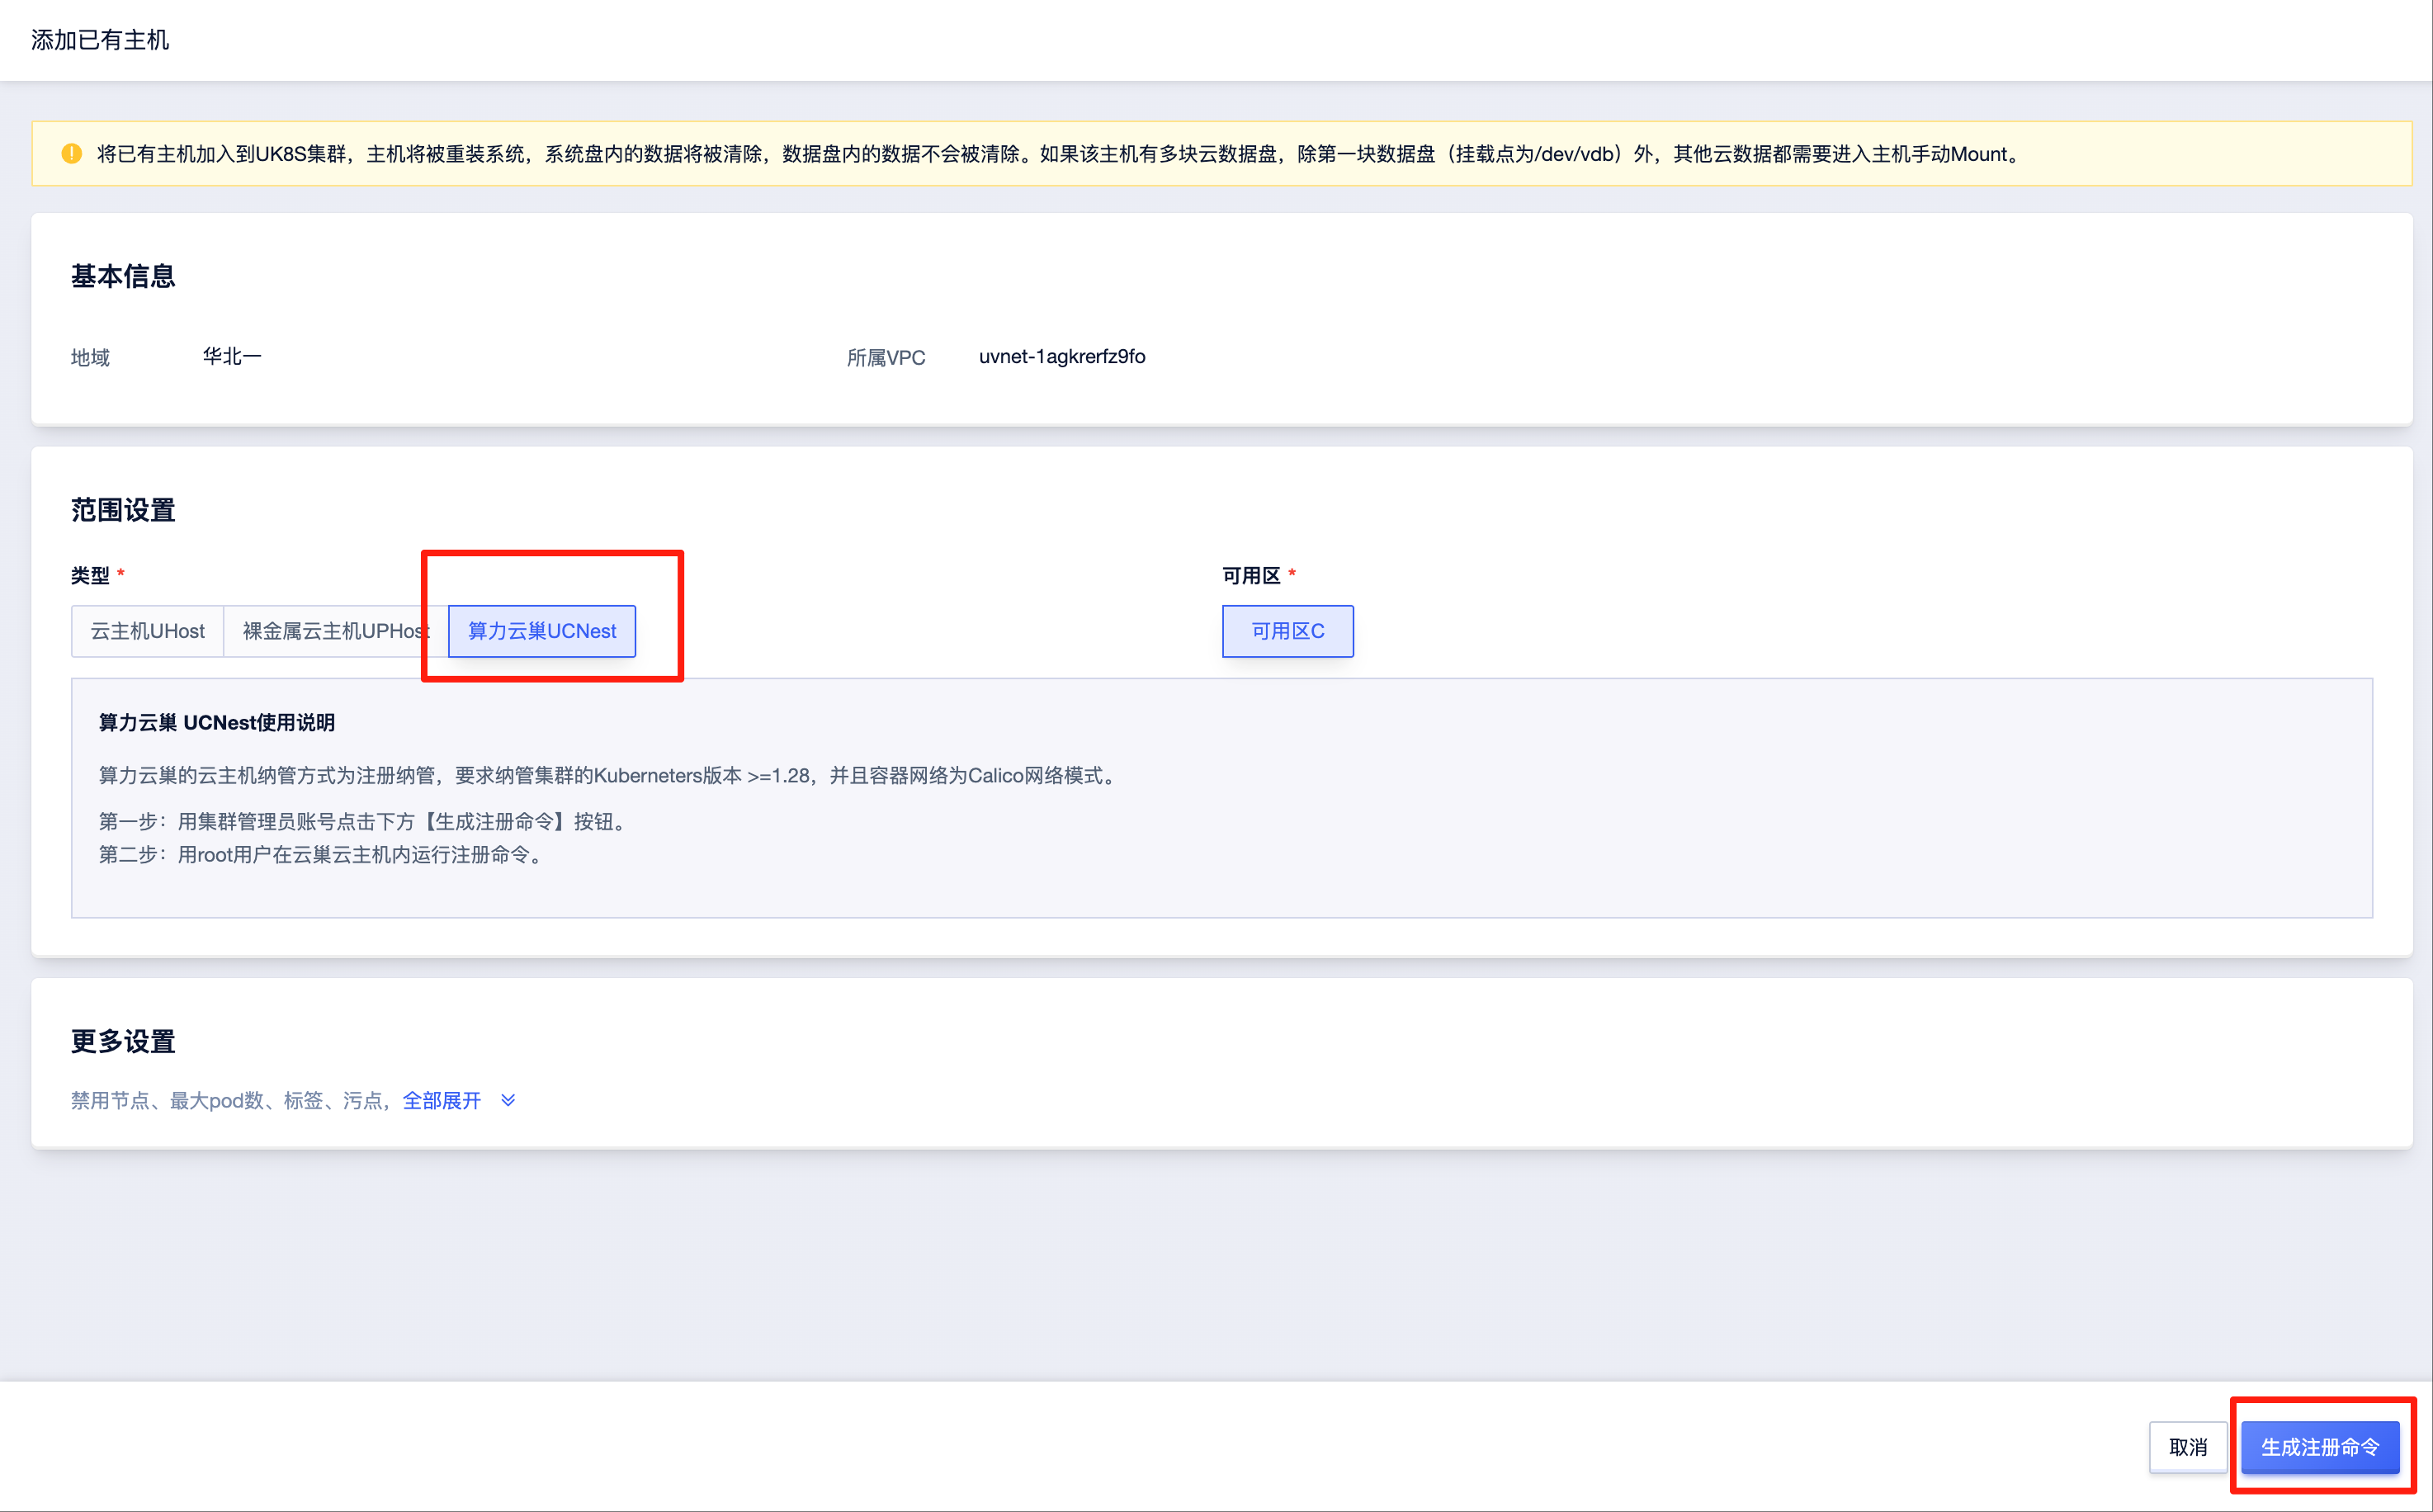 添加已有主机
将已有主机加入到UK8S集群，主机将被重装系统，系统盘内的数据将被清除，数据盘内的数据不会被清除。如果该主机有多块云数据盘，除第一块数据盘（挂载点为/dev/vdb）外，其他云数据都需要进入主机手动Mount。
基本信息
地域 华北一 所属VPC uvnet-1agkrerfz9fo
范围设置
类型 * 可用区 *
云主机UHost 裸金属云主机UPHost 算力云巢UCNest 可用区C
算力云巢 UCNest使用说明
算力云巢的云主机纳管方式为注册纳管，要求纳管集群的Kuberneters版本 >=1.28，并且容器网络为Calico网络模式。
第一步：用集群管理员账号点击下方【生成注册命令】按钮。
第二步：用root用户在云巢云主机内运行注册命令。
更多设置
禁用节点、最大pod数、标签、污点，全部展开
取消 生成注册命令